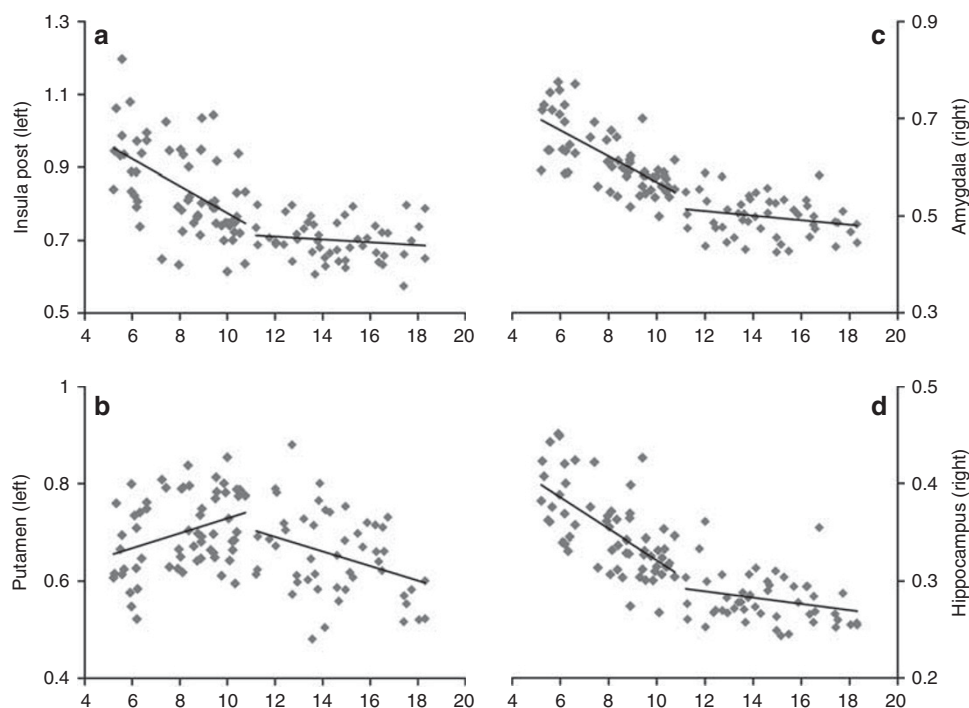 a
Insula post (left)
1.3
1.1
0.9
0.7
0.5
4 6 8 10 12 14 16 18 20
c
Amygdala (right)
0.9
0.7
0.5
0.3
4 6 8 10 12 14 16 18 20
b
Putamen (left)
1
0.8
0.6
0.4
4 6 8 10 12 14 16 18 20
d
Hippocampus (right)
0.5
0.4
0.3
0.2
4 6 8 10 12 14 16 18 20